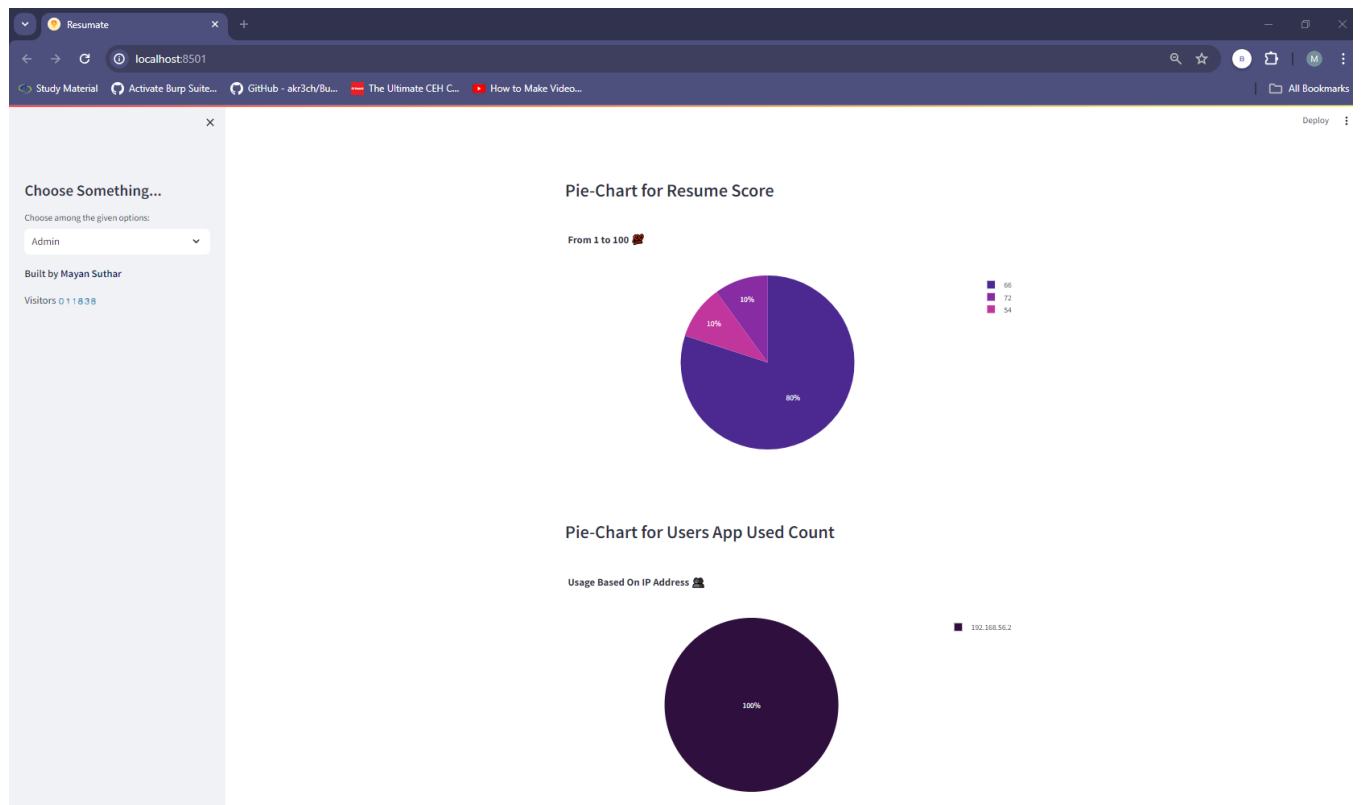 Resumate
localhost:8501
B
M
Study Material
Activate Burp Suite...
GitHub - akr3ch/Bu...
The Ultimate CEH C...
How to Make Video...
All Bookmarks
Deploy
Choose Something...
Choose among the given options:
Admin
Built by Mayan Suthar
Visitors 011838
Pie-Chart for Resume Score
From 1 to 100
10%
10%
80%
66
72
54
Pie-Chart for Users App Used Count
Usage Based On IP Address
100%
192.168.56.2